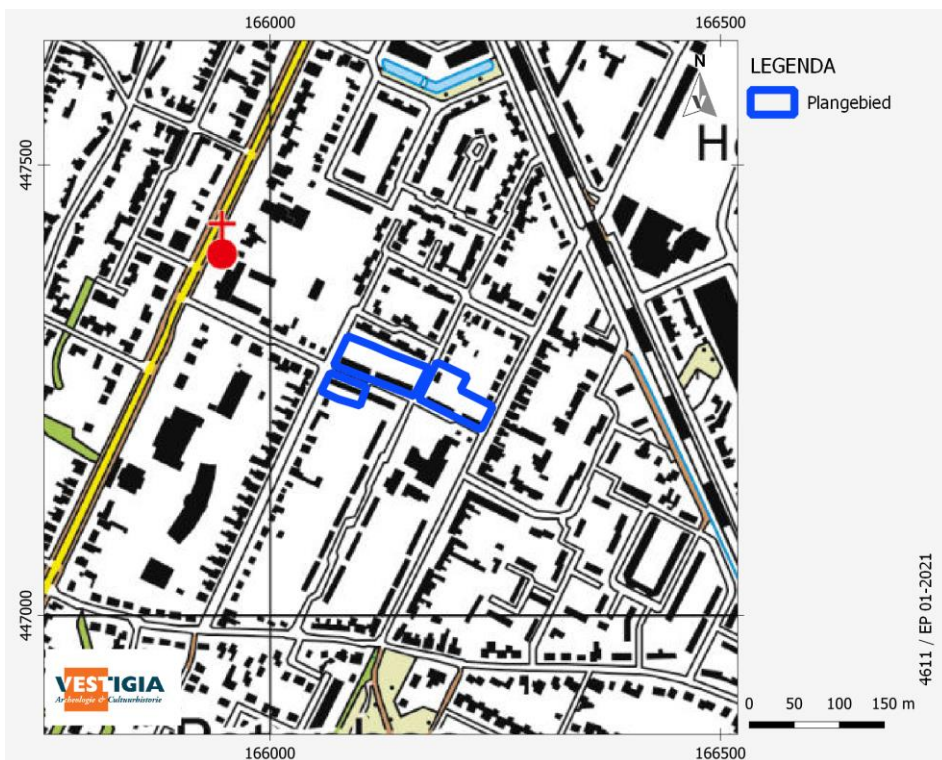 166000 166500
LEGENDA
Plangebied
N
H
447500
447000
4611 / EP 01-2021
VESTIGIA
Archeologie & Cultuurhistorie
0 50 100 150 m
166000 166500